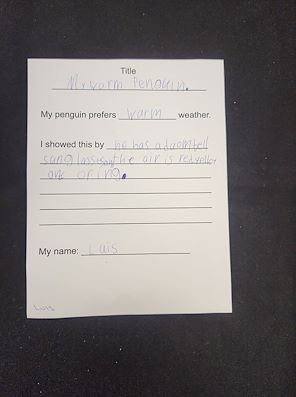 Title
My warm Penguin.
My penguin prefers warm weather.
I showed this by he has a
sunglasses the air is red yellow
and oring.
My name: Luis
Luis